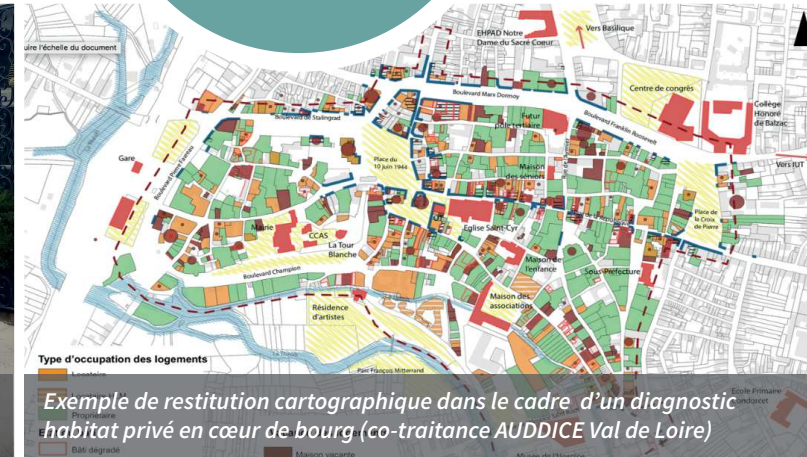 uire l'échelle du document
EHPAD Notre
Dame du Sacré Coeur
Vers Basilique
Centre de congrès
Collège
Honoré
de Balzac
Boulevard Marx Dormoy
Boulevard de Stalingrad
Boulevard Franklin Roosevelt
Futur
pole tertiaire
Gare
Place du
10 juin 1944
Maison
des séniors
Vers IUT
Place de
la Croix
de Pierre
Mairie
CCAS
Eglise Saint-Cyr
La Tour
Blanche
Maison de
l'enfance
Sous-Préfecture
Boulevard Champion
Maison des
associations
Résidence
d'artistes
Parc François Mitterrand
Type d'occupation des logements
Locataire
Propriétaire
Bâti dégradé
Maison vacante
Ecole Primaire
Condorcet
Exemple de restitution cartographique dans le cadre d'un diagnostic
habitat privé en cœur de bourg (co-traitance AUDDICE Val de Loire)